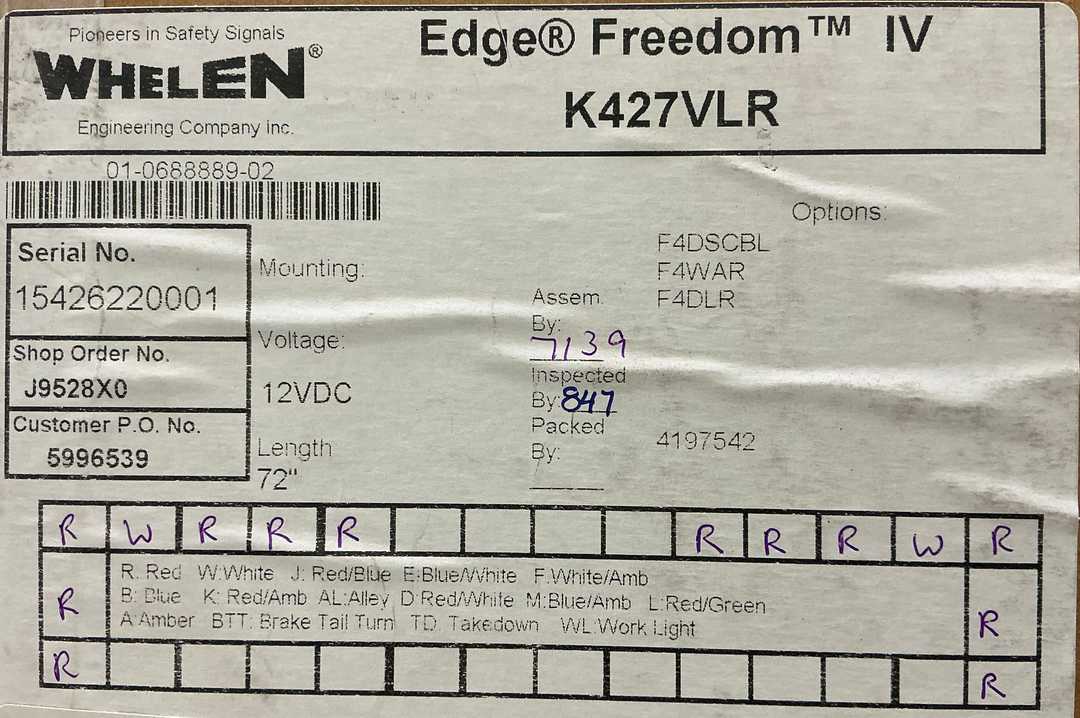 Pioneers in Safety Signals
WHELEN®
Engineering Company Inc.
Edge® Freedom™ IV
K427VLR
01-0688889-02
Serial No.
15426220001
Shop Order No.
J9528X0
Customer P.O. No.
5996539
Mounting:
Voltage:
12VDC
Length
72"
Assem.
By:
7139
Inspected
By: 847
Packed
By:
Options:
F4DSCBL
F4WAR
F4DLR
4197542
R W R R R R R R W R
R: Red W:White J: Red/Blue E:Blue/White F:White/Amb
B: Blue K: Red/Amb AL:Alley D:Red/White M:Blue/Amb L:Red/Green
A:Amber BTT: Brake Tail Turn TD: Takedown WL:Work Light
R R
R R